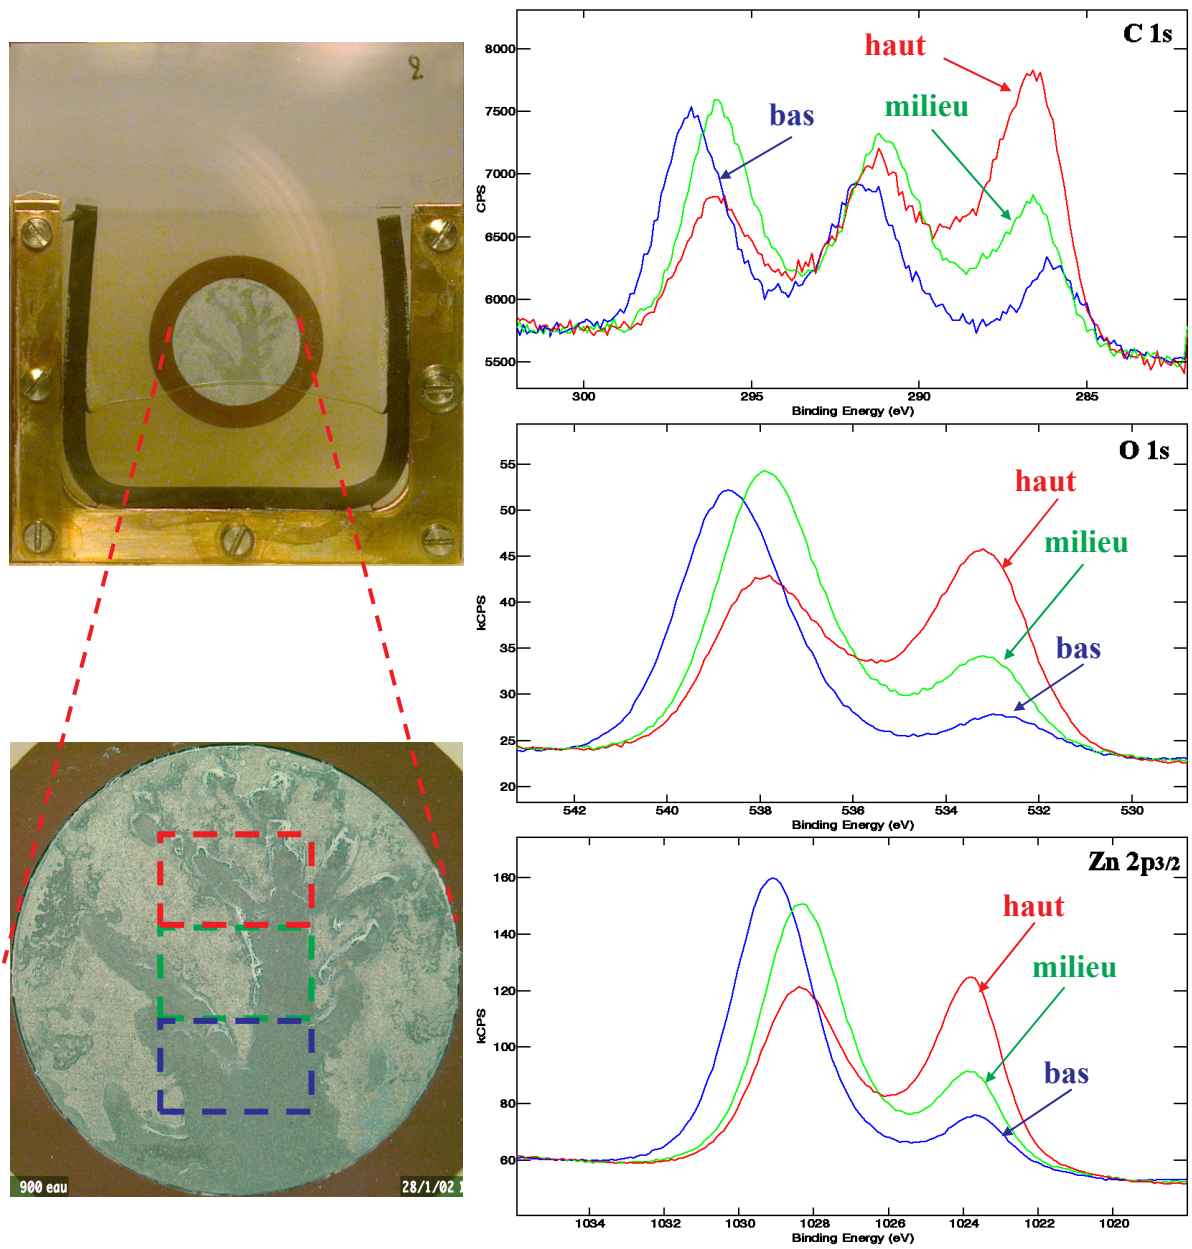 2
900 eau
28/1/02 1
C 1s
haut
milieu
bas
CPS
8000
7500
7000
6500
6000
5500
300
295
290
285
Binding Energy (eV)
O 1s
haut
milieu
bas
kCPS
55
50
45
40
35
30
25
20
542
540
538
536
534
532
530
Binding Energy (eV)
Zn 2p3/2
haut
milieu
bas
kCPS
160
140
120
100
80
60
1034
1032
1030
1028
1026
1024
1022
1020
Binding Energy (eV)